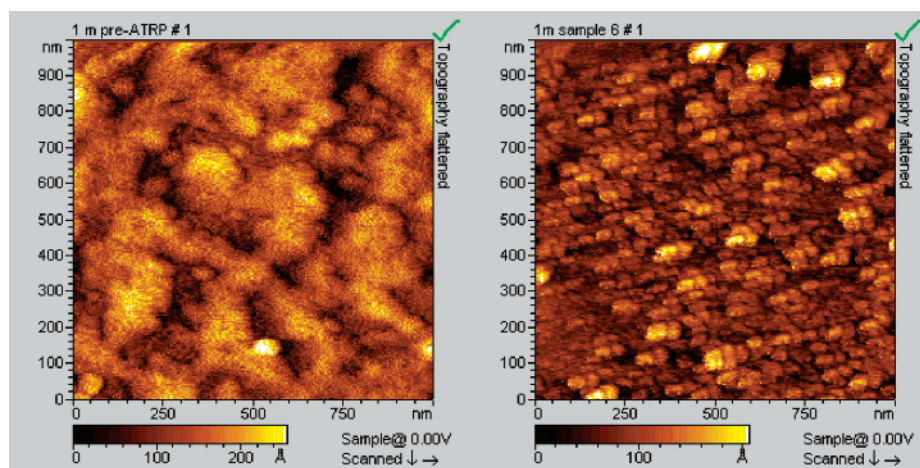 1 m pre-ATRP # 1
nm
900
800
700
600
500
400
300
200
100
0
0
250
500
750
nm
Topography flattened
0
100
200
Å
Sample@ 0.00V
Scanned ↓ →
1m sample 6 # 1
nm
900
800
700
600
500
400
300
200
100
0
0
250
500
750
nm
Topography flattened
0
100
Å
Sample@ 0.00V
Scanned ↓ →